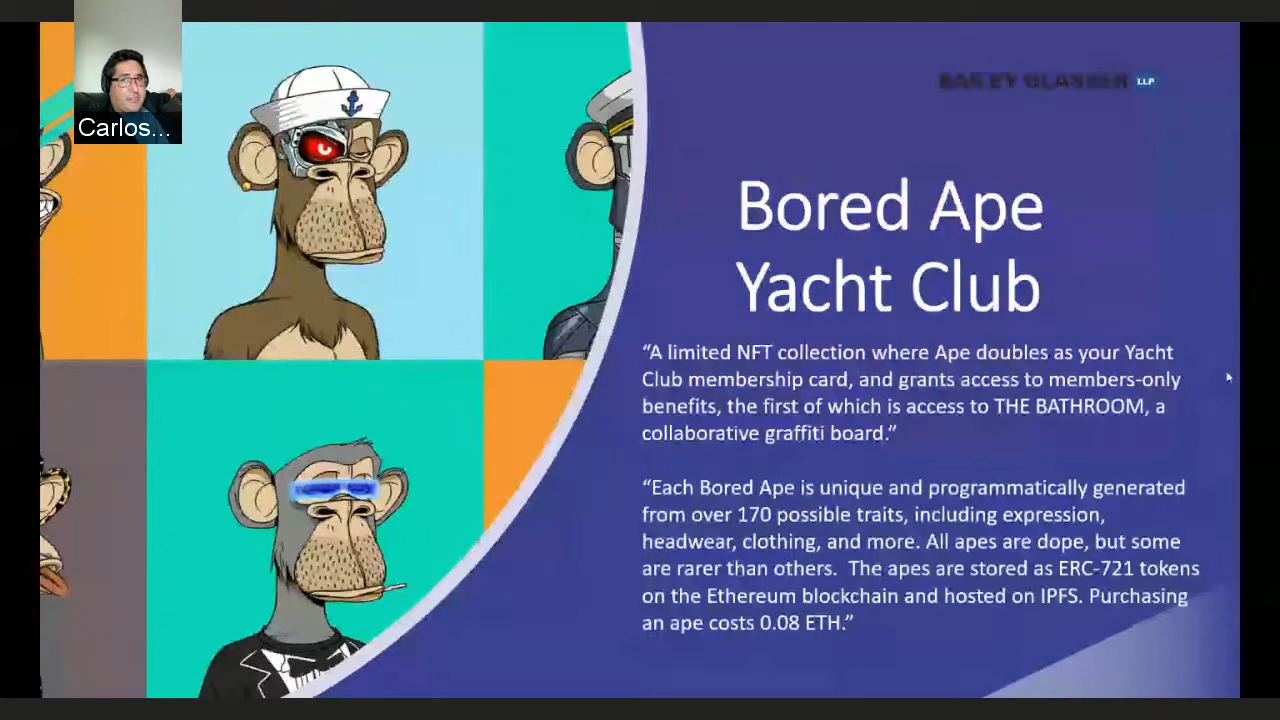 Carlos...
BAILEY GLASSER LLP
Bored Ape
Yacht Club
“A limited NFT collection where Ape doubles as your Yacht
Club membership card, and grants access to members-only
benefits, the first of which is access to THE BATHROOM, a
collaborative graffiti board.”
“Each Bored Ape is unique and programmatically generated
from over 170 possible traits, including expression,
headwear, clothing, and more. All apes are dope, but some
are rarer than others.  The apes are stored as ERC-721 tokens
on the Ethereum blockchain and hosted on IPFS. Purchasing
an ape costs 0.08 ETH.”